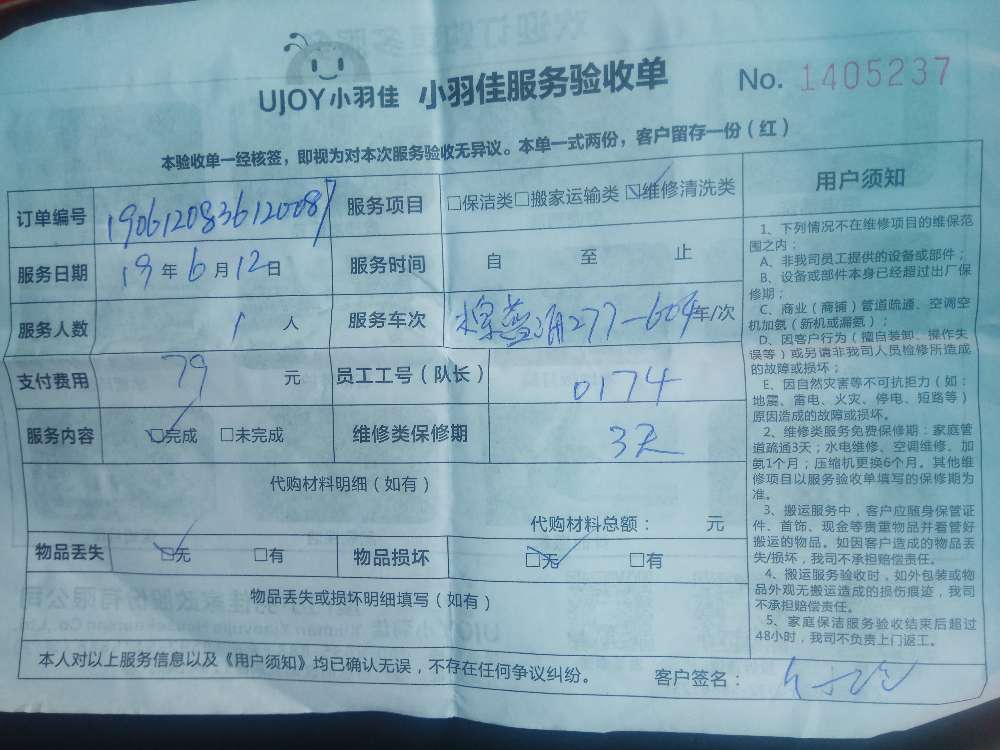 UJOY小羽佳 小羽佳服务验收单 No. 1405237
本验收单一经核签，即视为对本次服务验收无异议。本单一式两份，客户留存一份（红）
订单编号 1906120836120087 服务项目 □保洁类□搬家运输类☑维修清洗类
服务日期 19年6月12日 服务时间 自 至 止
服务人数 1人 服务车次 277-604年/次
支付费用 79 元 员工工号（队长） 0174
服务内容 ☑完成 □未完成 维修类保修期 3天
代购材料明细（如有）
代购材料总额： 元
物品丢失 ☑无 □有 物品损坏 ☑无 □有
物品丢失或损坏明细填写（如有）
本人对以上服务信息以及《用户须知》均已确认无误，不存在任何争议纠纷。 客户签名：
用户须知
1、下列情况不在维修项目的维保范
围之内；
A、非我司员工提供的设备或部件；
B、设备或部件本身已经超过出厂保
修期；
C、商业（商铺）管道疏通、空调空
机加氨（新机或漏氨）；
D、因客户行为（擅自装卸、操作失
误等）或另请非我司人员检修所造成
的故障或损坏；
E、因自然灾害等不可抗拒力（如：
地震、雷电、火灾、停电、短路等）
原因造成的故障或损坏。
2、维修类服务免费保修期：家庭管
道疏通3天；水电维修、空调维修、加
氨1个月；压缩机更换6个月。其他维
修项目以服务验收单填写的保修期为
准。
3、搬运服务中，客户应随身保管证
件、首饰、现金等贵重物品并看管好
搬运的物品。如因客户造成的物品丢
失/损坏，我司不承担赔偿责任。
4、搬运服务验收时，如外包装或物
品外观无搬运造成的损伤痕迹，我司
不承担赔偿责任。
5、家庭保洁服务验收结束后超过
48小时，我司不负责上门返工。